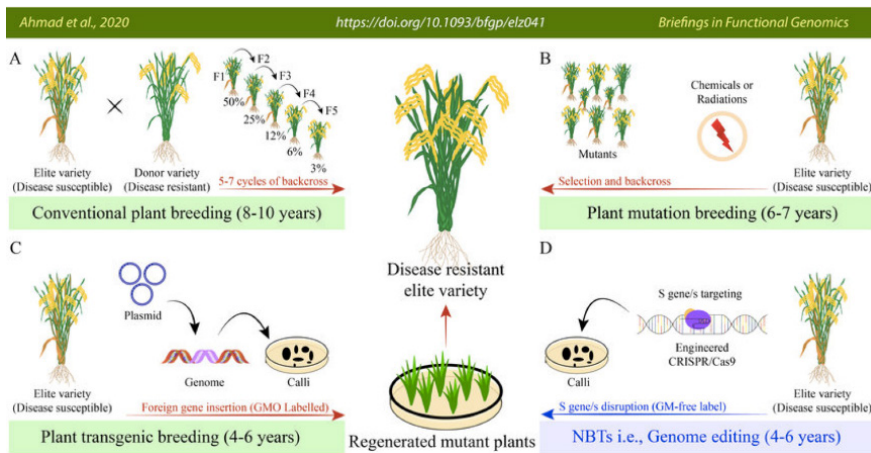 Ahmad et al., 2020
https://doi.org/10.1093/bfgp/elz041
Briefings in Functional Genomics
A
F1
F2
F3
F4
F5
50%
25%
12%
6%
3%
Elite variety
(Disease susceptible)
Donor variety
(Disease resistant)
5-7 cycles of backcross
Conventional plant breeding (8-10 years)
B
Mutants
Chemicals or
Radiations
Selection and backcross
Elite variety
(Disease susceptible)
Plant mutation breeding (6-7 years)
Disease resistant
elite variety
C
Plasmid
Genome
Calli
Elite variety
(Disease susceptible)
Foreign gene insertion (GMO Labelled)
Plant transgenic breeding (4-6 years)
Regenerated mutant plants
D
S gene/s targeting
Engineered
CRISPR/Cas9
Calli
S gene/s disruption (GM-free label)
Elite variety
(Disease susceptible)
NBTs i.e., Genome editing (4-6 years)